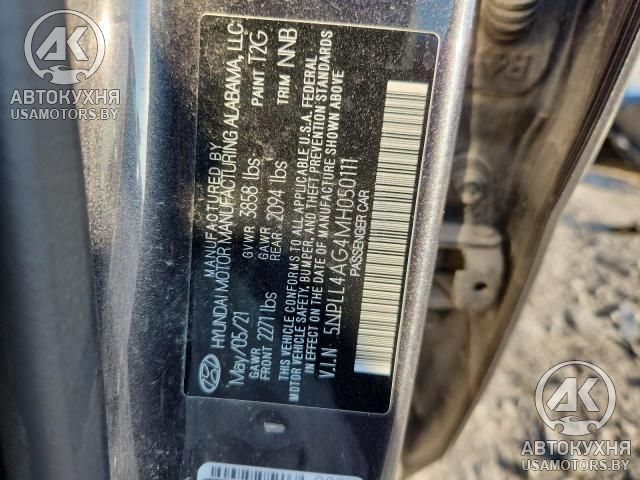 MANUFACTURED BY
HYUNDAI MOTOR MANUFACTURING ALABAMA, LLC
May/05/21 GVWR 3858 lbs PAINT T2G
GAWR FRONT 2271 lbs GAWR REAR 2094 lbs TRIM NNB
THIS VEHICLE CONFORMS TO ALL APPLICABLE U.S.A. FEDERAL
MOTOR VEHICLE SAFETY, BUMPER, AND THEFT PREVENTION STANDARDS
IN EFFECT ON THE DATE OF MANUFACTURE SHOWN ABOVE
V.I.N 5NPLL4AG4MH050111
PASSENGER CAR
АК
АВТОКУХНЯ
USAMOTORS.BY
АК
АВТОКУХНЯ
USAMOTORS.BY